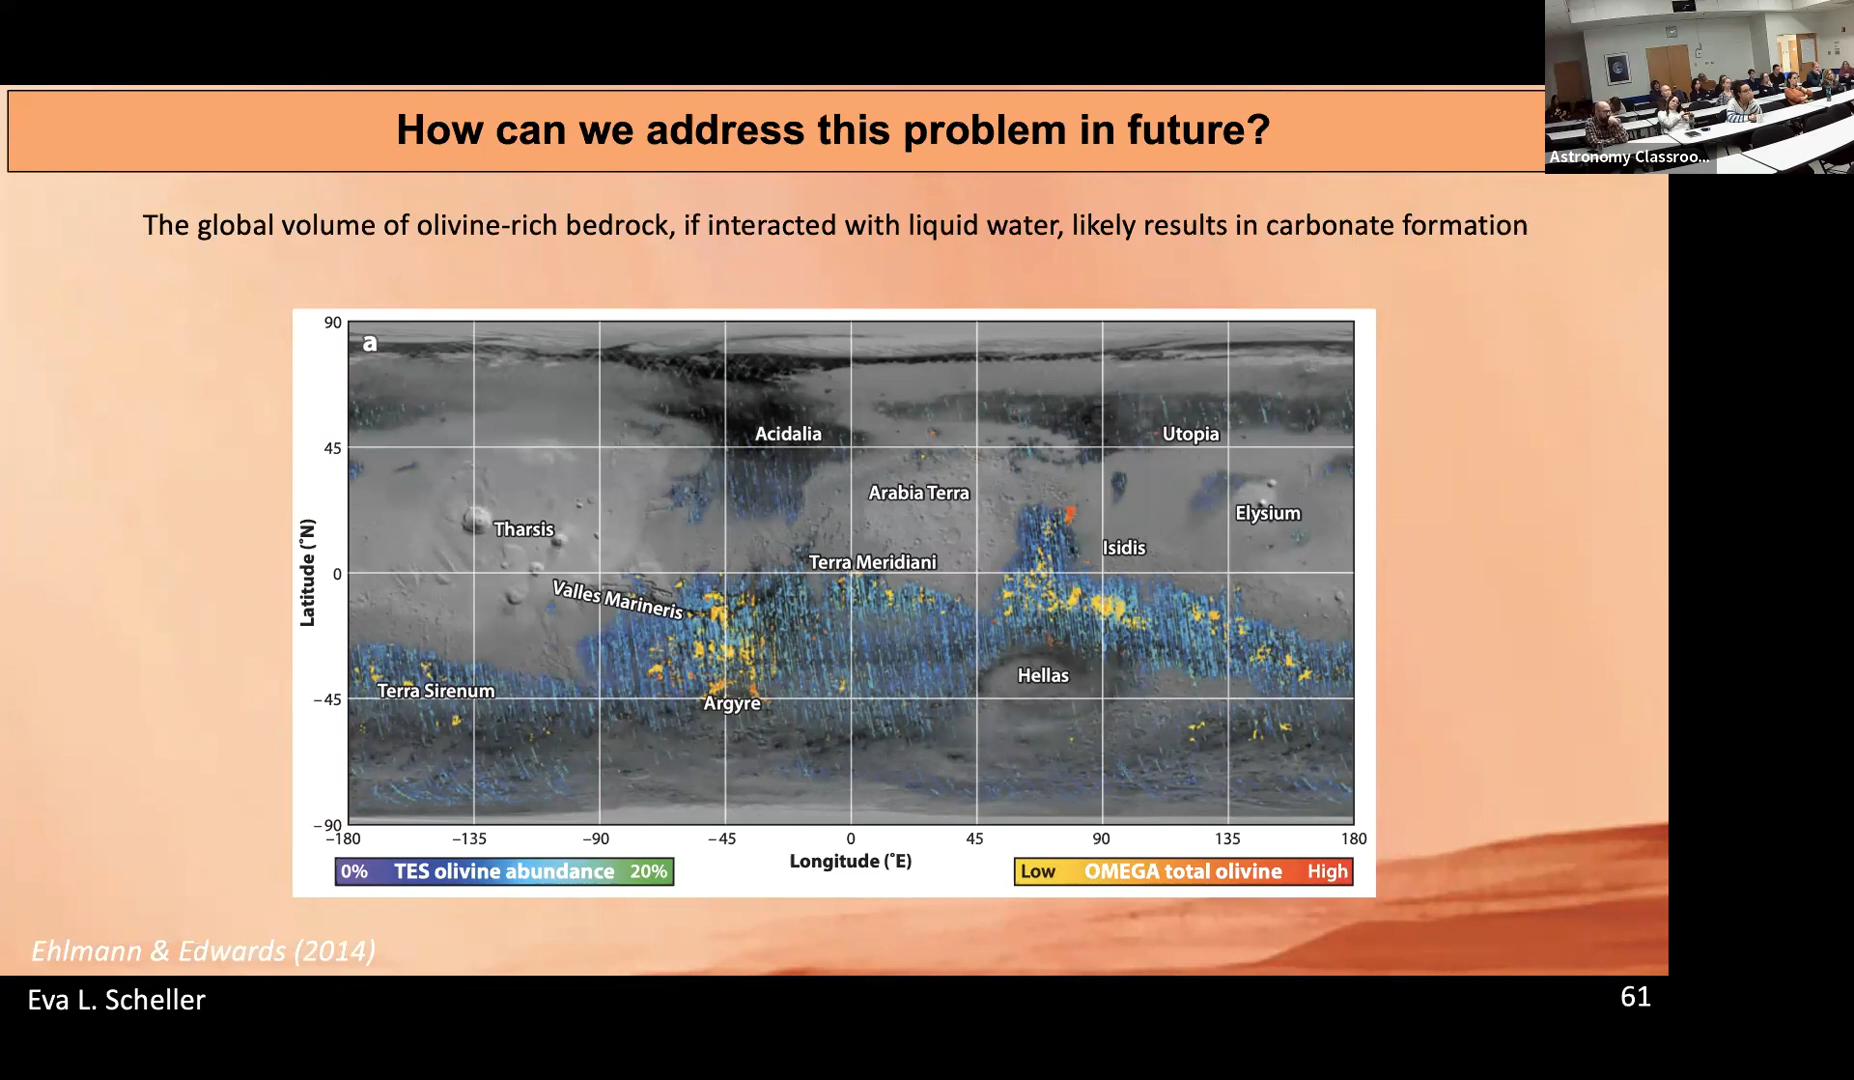 How can we address this problem in future?
Astronomy Classroo...
The global volume of olivine-rich bedrock, if interacted with liquid water, likely results in carbonate formation
a
90
45
0
−45
−90
Latitude (°N)
Acidalia
Utopia
Arabia Terra
Tharsis
Elysium
Isidis
Terra Meridiani
Valles Marineris
Hellas
Terra Sirenum
Argyre
−180
−135
−90
−45
0
45
90
135
180
Longitude (°E)
0% TES olivine abundance 20%
Low OMEGA total olivine High
Ehlmann & Edwards (2014)
Eva L. Scheller
61